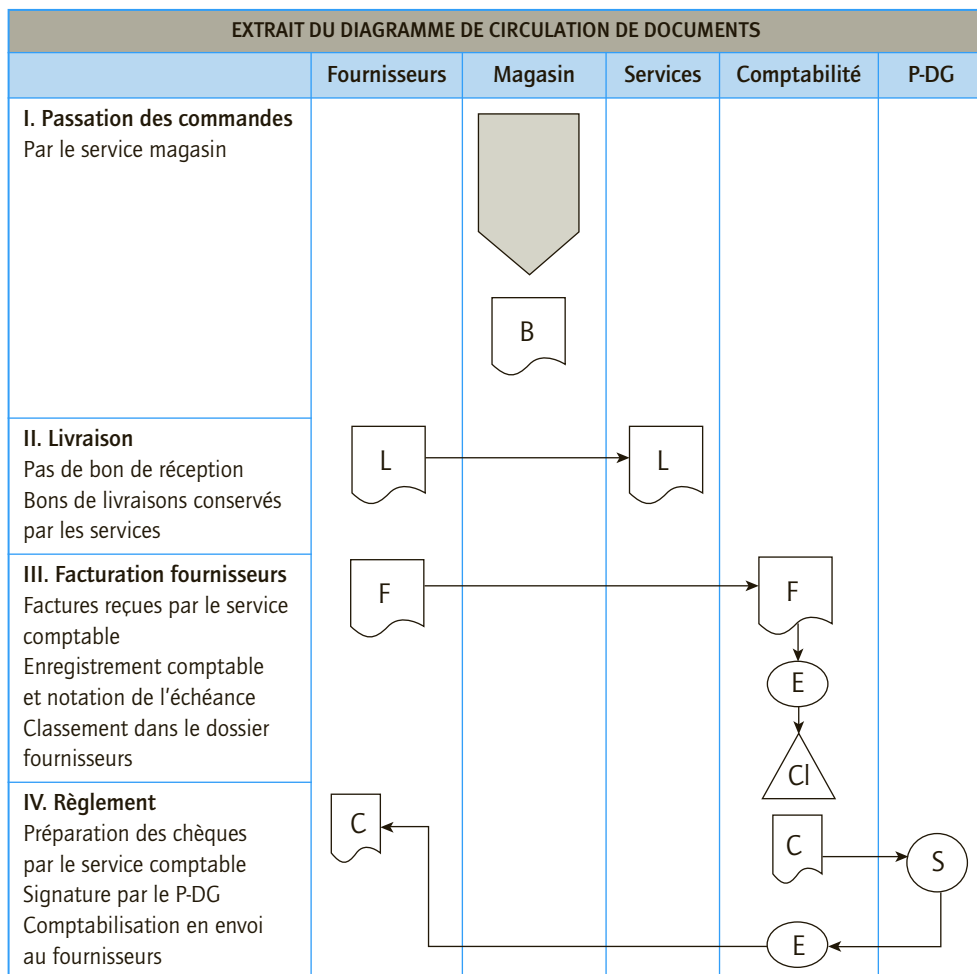 EXTRAIT DU DIAGRAMME DE CIRCULATION DE DOCUMENTS
Fournisseurs Magasin Services Comptabilité P-DG
I. Passation des commandes
Par le service magasin
B
II. Livraison
Pas de bon de réception
Bons de livraisons conservés
par les services
L L
III. Facturation fournisseurs
Factures reçues par le service
comptable
Enregistrement comptable
et notation de l'échéance
Classement dans le dossier
fournisseurs
F F
E
Cl
IV. Règlement
Préparation des chèques
par le service comptable
Signature par le P-DG
Comptabilisation en envoi
au fournisseurs
C C S
E